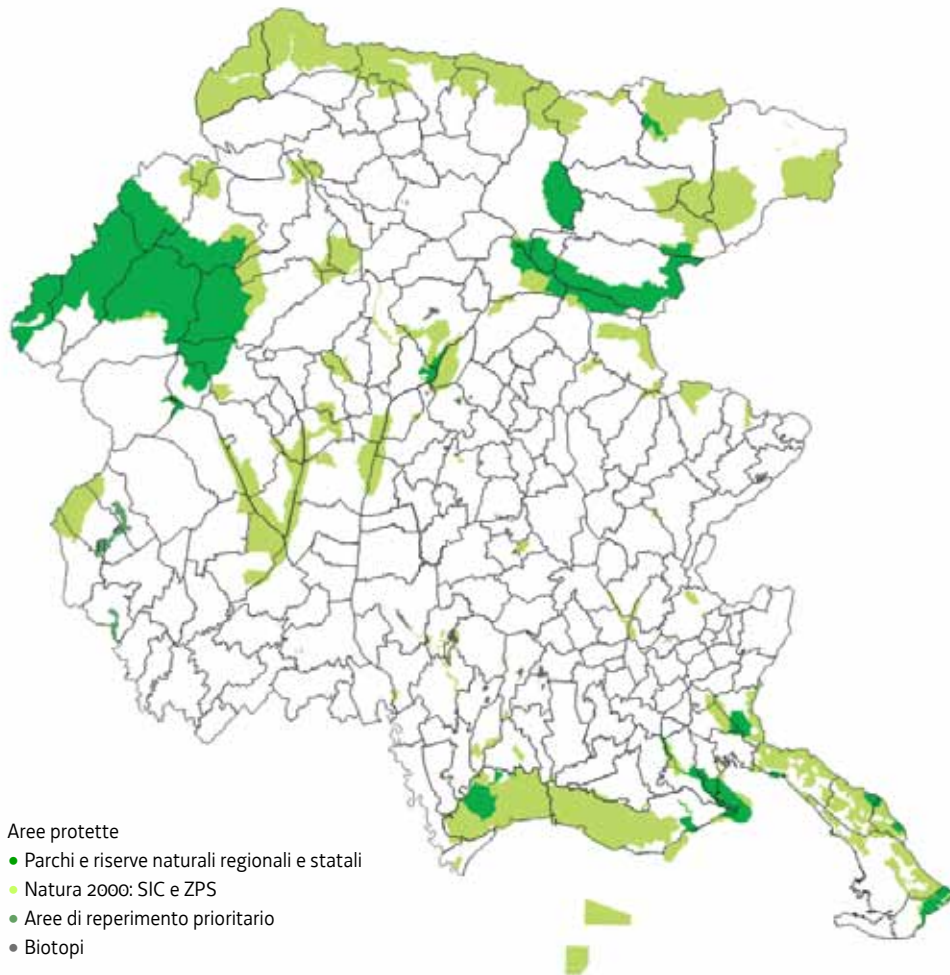 Aree protette
• Parchi e riserve naturali regionali e statali
• Natura 2000: SIC e ZPS
• Aree di reperimento prioritario
• Biotopi